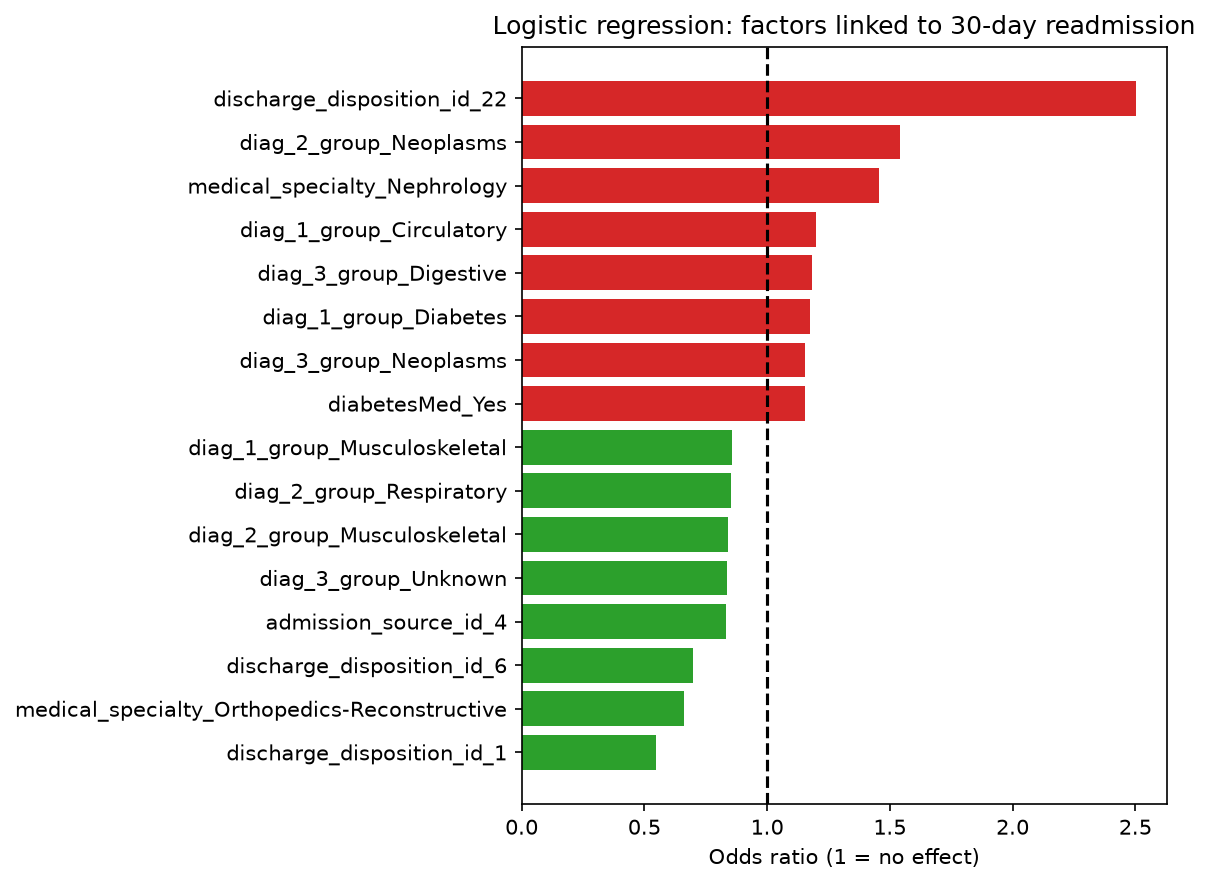 Logistic regression: factors linked to 30-day readmission
discharge_disposition_id_22
diag_2_group_Neoplasms
medical_specialty_Nephrology
diag_1_group_Circulatory
diag_3_group_Digestive
diag_1_group_Diabetes
diag_3_group_Neoplasms
diabetesMed_Yes
diag_1_group_Musculoskeletal
diag_2_group_Respiratory
diag_2_group_Musculoskeletal
diag_3_group_Unknown
admission_source_id_4
discharge_disposition_id_6
medical_specialty_Orthopedics-Reconstructive
discharge_disposition_id_1
0.0 0.5 1.0 1.5 2.0 2.5
Odds ratio (1 = no effect)